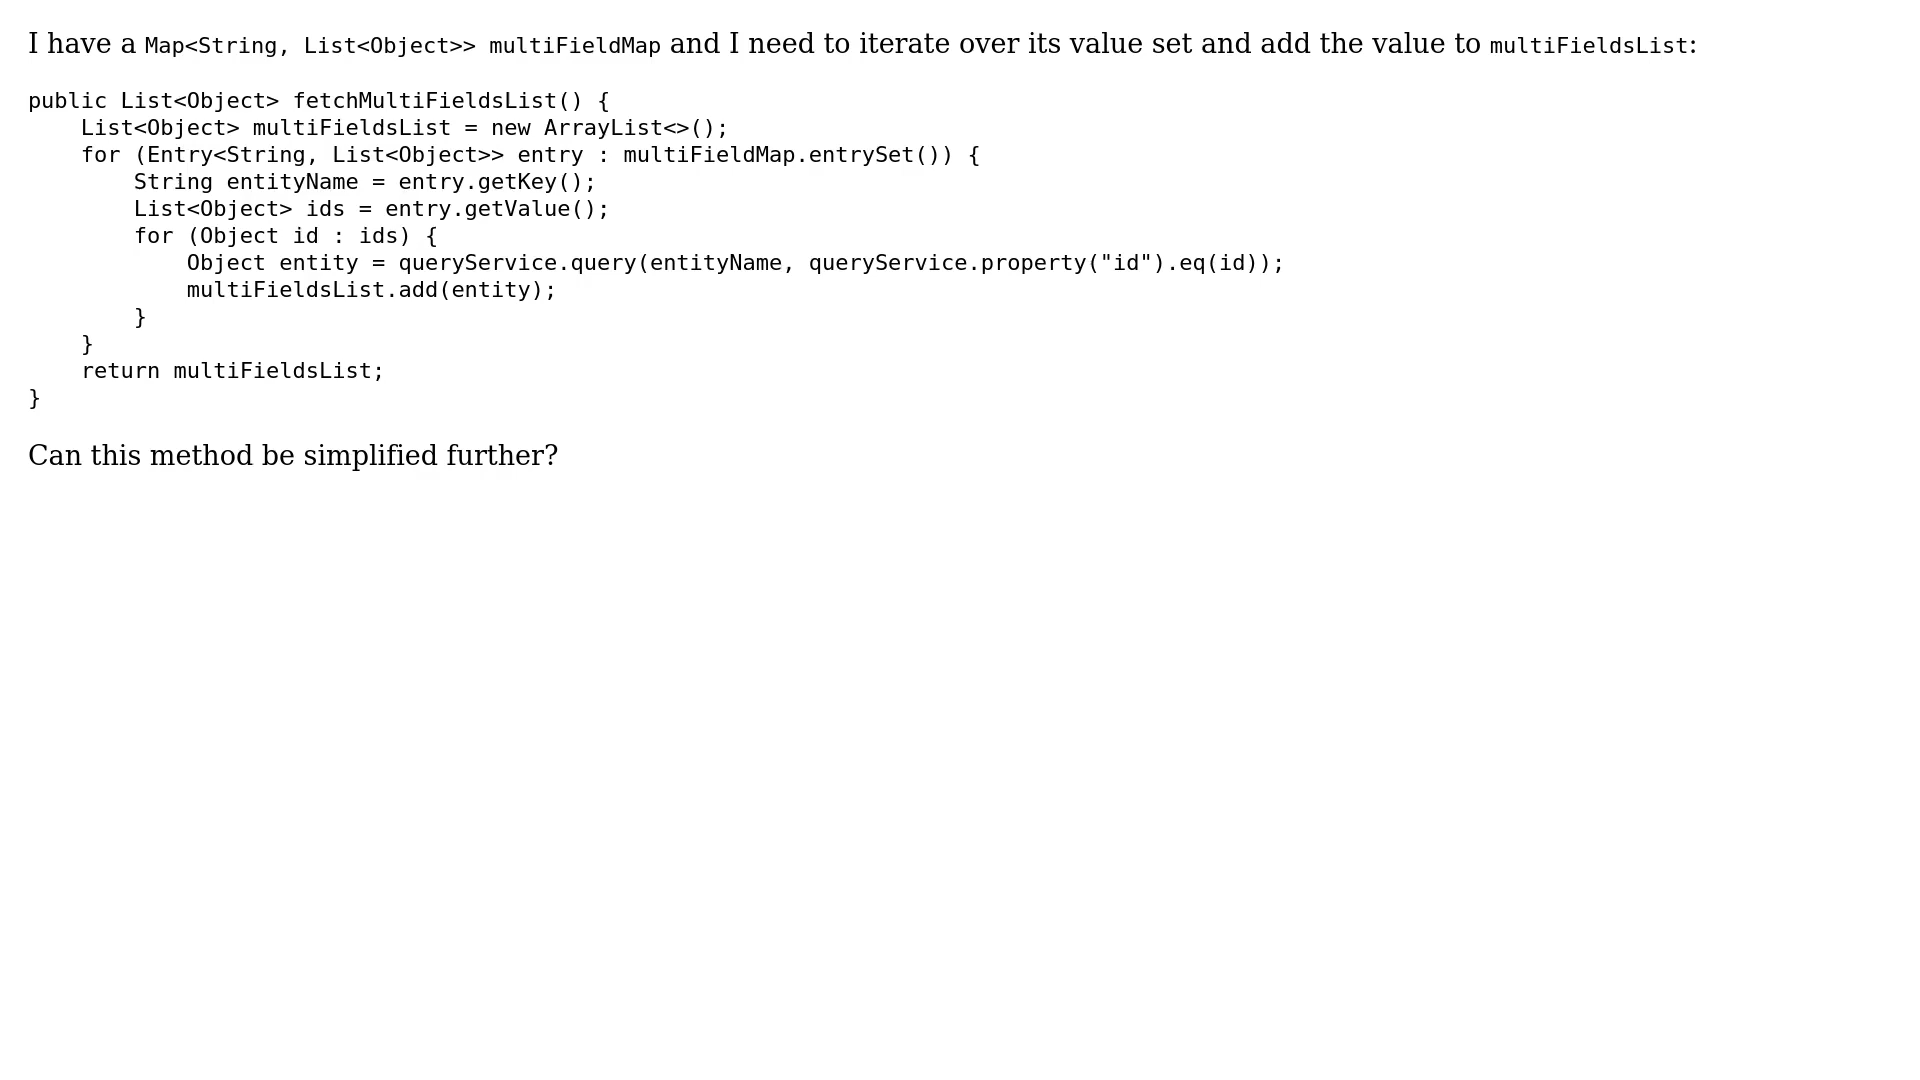 I have a Map<String, List<Object>> multiFieldMap and I need to iterate over its value set and add the value to multiFieldsList:
public List<Object> fetchMultiFieldsList() {
    List<Object> multiFieldsList = new ArrayList<>();
    for (Entry<String, List<Object>> entry : multiFieldMap.entrySet()) {
        String entityName = entry.getKey();
        List<Object> ids = entry.getValue();
        for (Object id : ids) {
            Object entity = queryService.query(entityName, queryService.property("id").eq(id));
            multiFieldsList.add(entity);
        }
    }
    return multiFieldsList;
}
Can this method be simplified further?